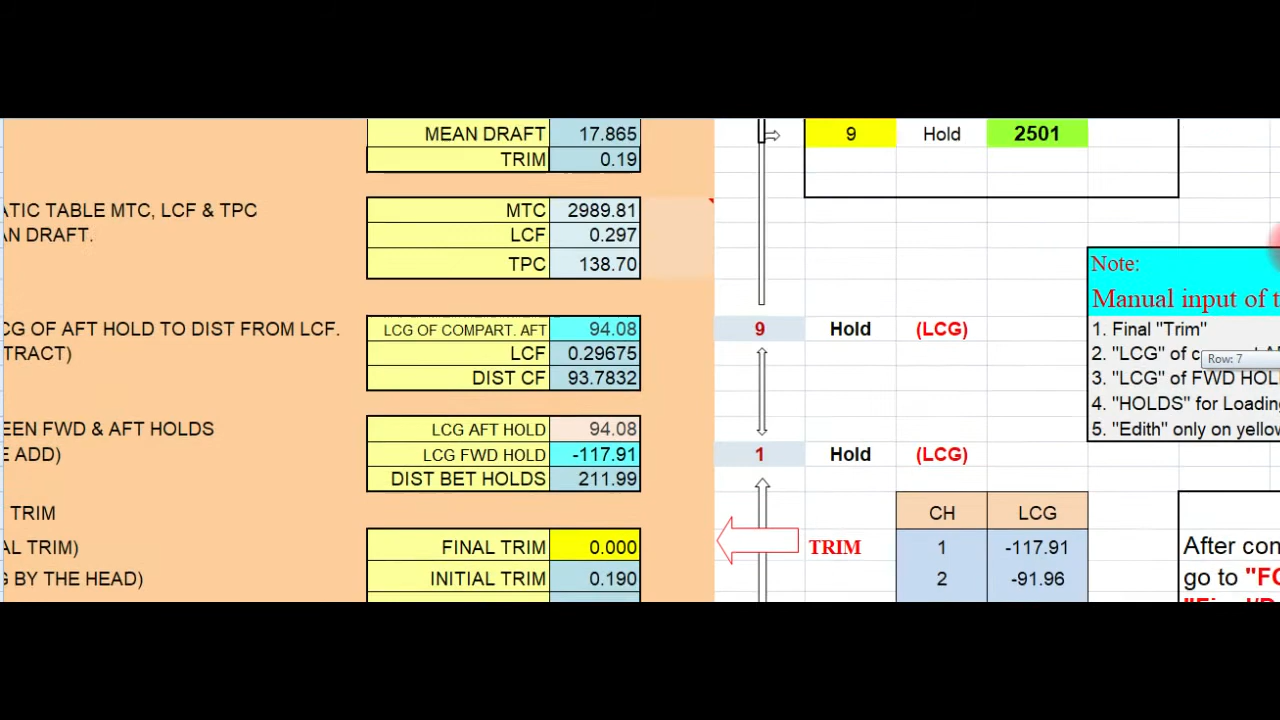 MEAN DRAFT 17.865 9 Hold 2501
TRIM 0.19
ATIC TABLE MTC, LCF & TPC MTC 2989.81
AN DRAFT. LCF 0.297
TPC 138.70
Note:
Manual input of t
CG OF AFT HOLD TO DIST FROM LCF. LCG OF COMPART. AFT 94.08 9 Hold (LCG) 1. Final "Trim"
TRACT) LCF 0.29675 2. "LCG" of c
Row: 7
DIST CF 93.7832 3. "LCG" of FWD HOL
4. "HOLDS" for Loading
EEN FWD & AFT HOLDS LCG AFT HOLD 94.08 5. "Edith" only on yellow
E ADD) LCG FWD HOLD -117.91 1 Hold (LCG)
DIST BET HOLDS 211.99
TRIM CH LCG
AL TRIM) FINAL TRIM 0.000 TRIM 1 -117.91 After con
G BY THE HEAD) INITIAL TRIM 0.190 2 -91.96 go to "FO